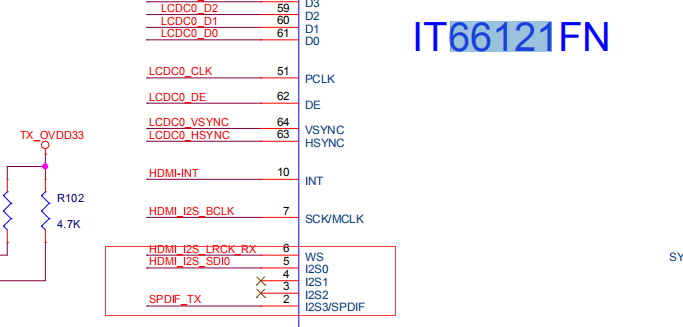 D3
LCDC0_D2 59 D2
LCDC0_D1 60 D1
LCDC0_D0 61 D0
IT66121FN
LCDC0_CLK 51 PCLK
LCDC0_DE 62 DE
LCDC0_VSYNC 64 VSYNC
LCDC0_HSYNC 63 HSYNC
TX_OVDD33
HDMI-INT 10 INT
R102
4.7K
HDMI_I2S_BCLK 7 SCK/MCLK
HDMI_I2S_LRCK_RX 6 WS
HDMI_I2S_SDI0 5 I2S0
4 I2S1
3 I2S2
SPDIF_TX 2 I2S3/SPDIF
SY